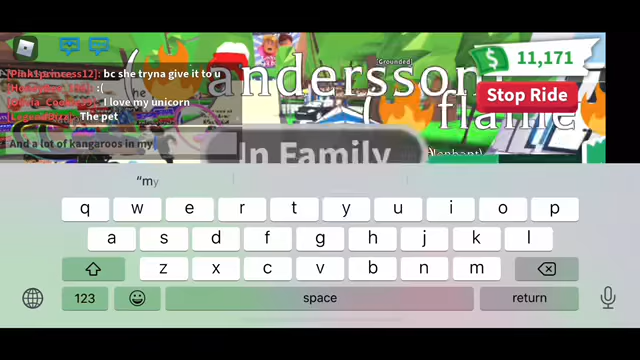 [Pink1princess12]: bc she tryna give it to u
:(
I love my unicorn
The pet
And a lot of kangaroos in my
andersson
flame
[Grounded]
11,171
Stop Ride
In Family
"my
q w e r t y u i o p
a s d f g h j k l
z x c v b n m
123 space return